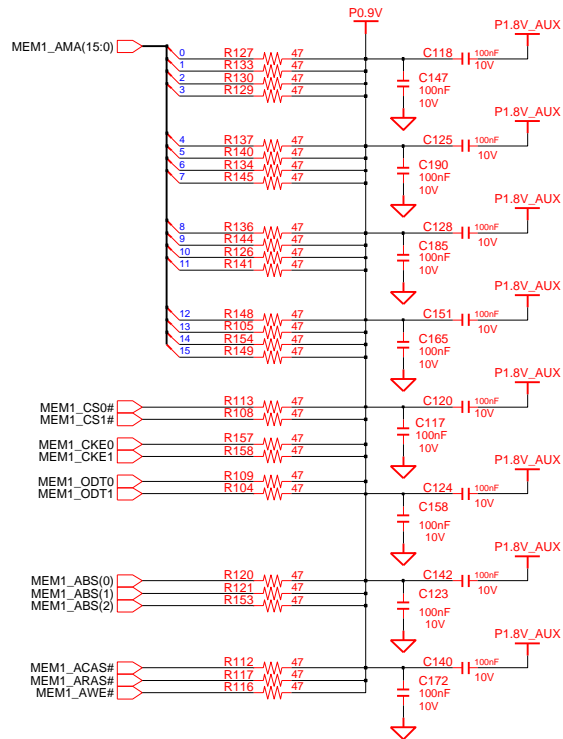 P0.9V
P1.8V_AUX
MEM1_AMA(15:0)
0 R127 47 C118 100nF 10V
1 R133 47
2 R130 47 C147 100nF 10V
3 R129 47
P1.8V_AUX
4 R137 47 C125 100nF 10V
5 R140 47
6 R134 47 C190 100nF 10V
7 R145 47
P1.8V_AUX
8 R136 47 C128 100nF 10V
9 R144 47
10 R126 47 C185 100nF 10V
11 R141 47
P1.8V_AUX
12 R148 47 C151 100nF 10V
13 R105 47
14 R154 47 C165 100nF 10V
15 R149 47
P1.8V_AUX
MEM1_CS0# R113 47 C120 100nF 10V
MEM1_CS1# R108 47
C117 100nF 10V
MEM1_CKE0 R157 47
MEM1_CKE1 R158 47
P1.8V_AUX
MEM1_ODT0 R109 47
MEM1_ODT1 R104 47 C124 100nF 10V
C158 100nF 10V
P1.8V_AUX
MEM1_ABS(0) R120 47 C142 100nF 10V
MEM1_ABS(1) R121 47
MEM1_ABS(2) R153 47 C123 100nF 10V
P1.8V_AUX
MEM1_ACAS# R112 47 C140 100nF 10V
MEM1_ARAS# R117 47
MEM1_AWE# R116 47 C172 100nF 10V